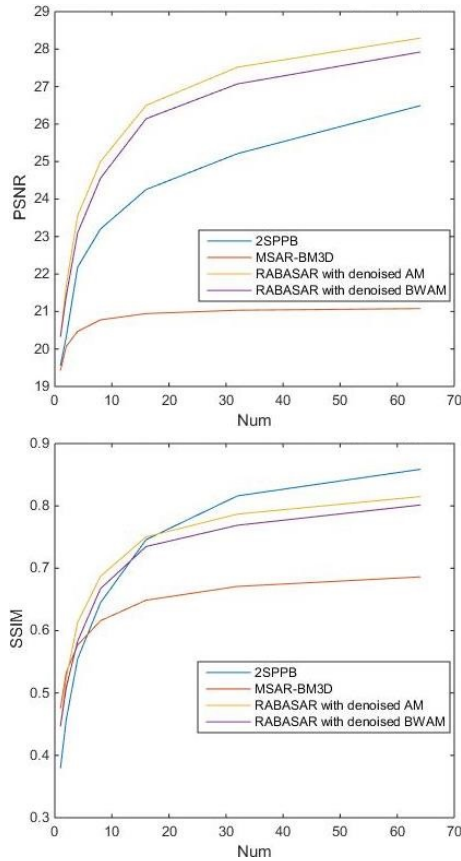 29
28
27
26
25
24
23
22
21
20
19
PSNR
2SPPB
MSAR-BM3D
RABASAR with denoised AM
RABASAR with denoised BWAM
0 10 20 30 40 50 60 70
Num
0.9
0.8
0.7
0.6
0.5
0.4
0.3
SSIM
2SPPB
MSAR-BM3D
RABASAR with denoised AM
RABASAR with denoised BWAM
0 10 20 30 40 50 60 70
Num